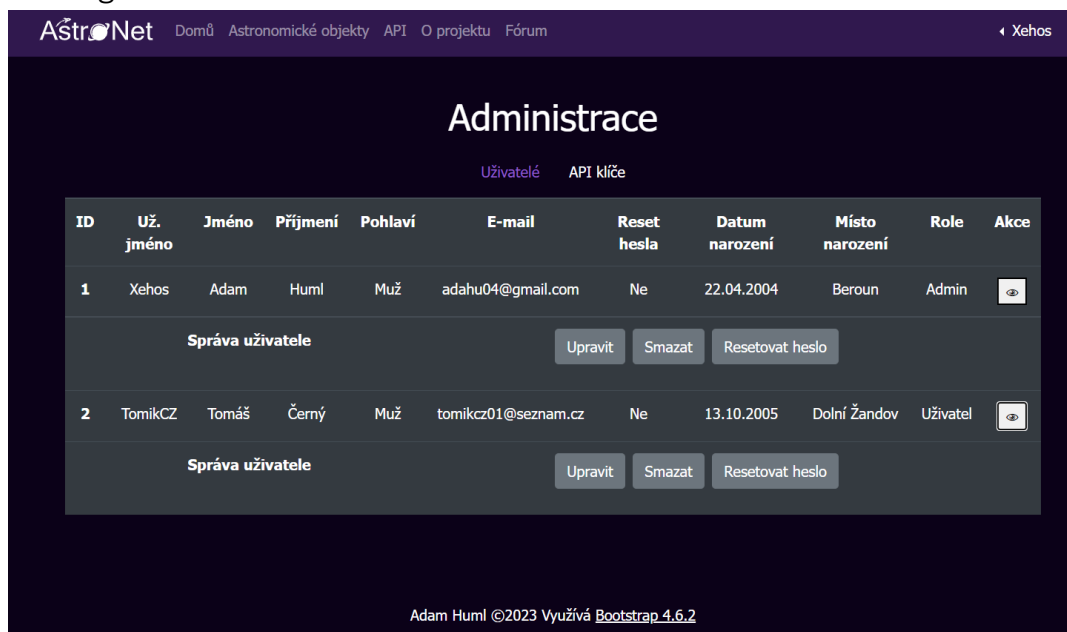 AstroNet Domů Astronomické objekty API O projektu Fórum Xehos
Administrace
Uživatelé API klíče
ID Už. jméno Jméno Příjmení Pohlaví E-mail Reset hesla Datum narození Místo narození Role Akce
1 Xehos Adam Huml Muž adahu04@gmail.com Ne 22.04.2004 Beroun Admin
Správa uživatele Upravit Smazat Resetovat heslo
2 TomikCZ Tomáš Černý Muž tomikcz01@seznam.cz Ne 13.10.2005 Dolní Žandov Uživatel
Správa uživatele Upravit Smazat Resetovat heslo
Adam Huml ©2023 Využívá Bootstrap 4.6.2